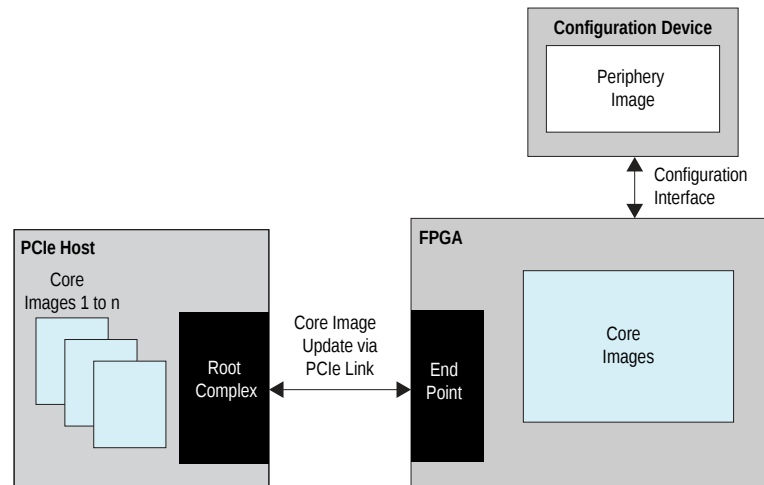 Configuration Device
Periphery
Image
Configuration
Interface
PCIe Host
Core
Images 1 to n
Root
Complex
Core Image
Update via
PCIe Link
FPGA
End
Point
Core
Images